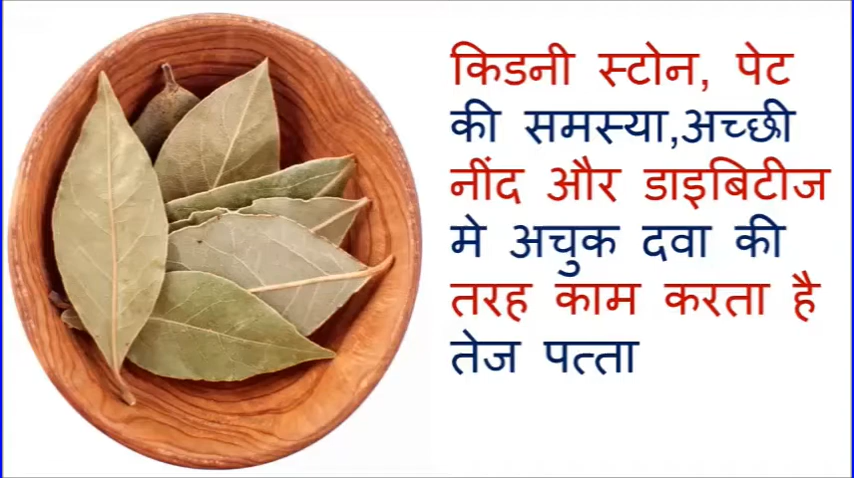 किडनी स्टोन, पेट
की समस्या,अच्छी
नींद और डाइबिटीज
मे अचुक दवा की
तरह काम करता है
तेज पत्ता